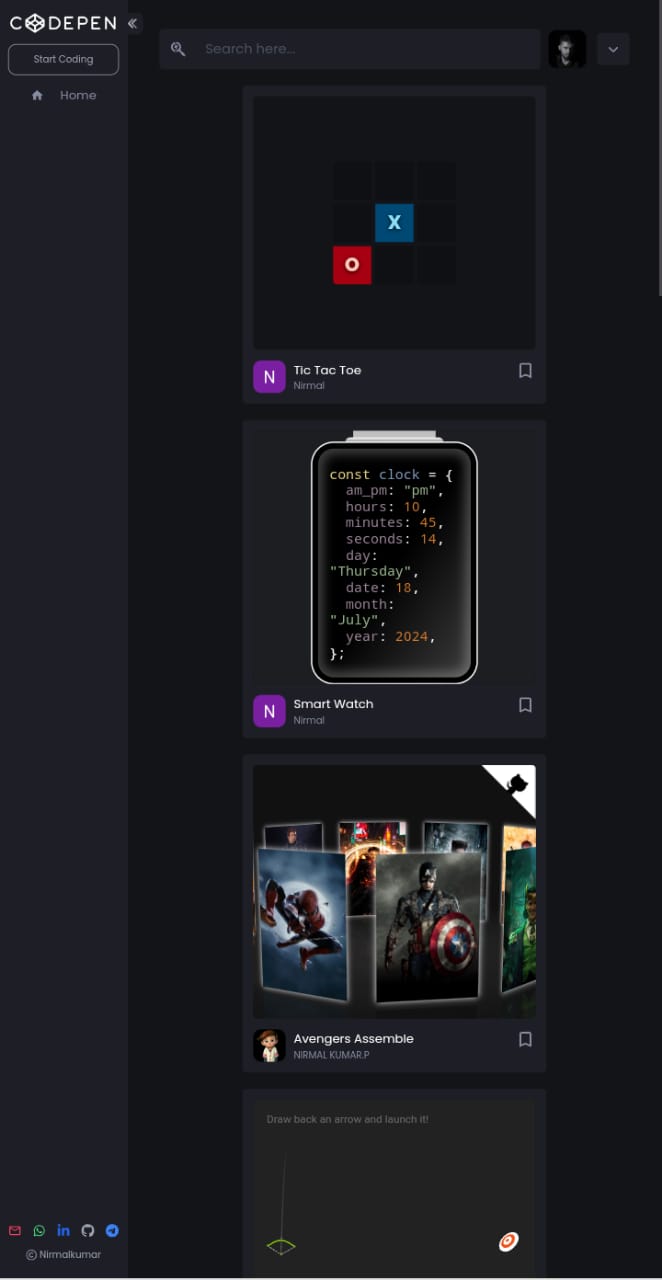 CODEPEN
Start Coding
Home
Search here...
X
O
N
Tic Tac Toe
Nirmal
const clock = {
am_pm: "pm",
hours: 10,
minutes: 45,
seconds: 14,
day:
"Thursday",
date: 18,
month:
"July",
year: 2024,
};
N
Smart Watch
Nirmal
Avengers Assemble
NIRMAL KUMAR.P
Draw back an arrow and launch it!
© Nirmalkumar